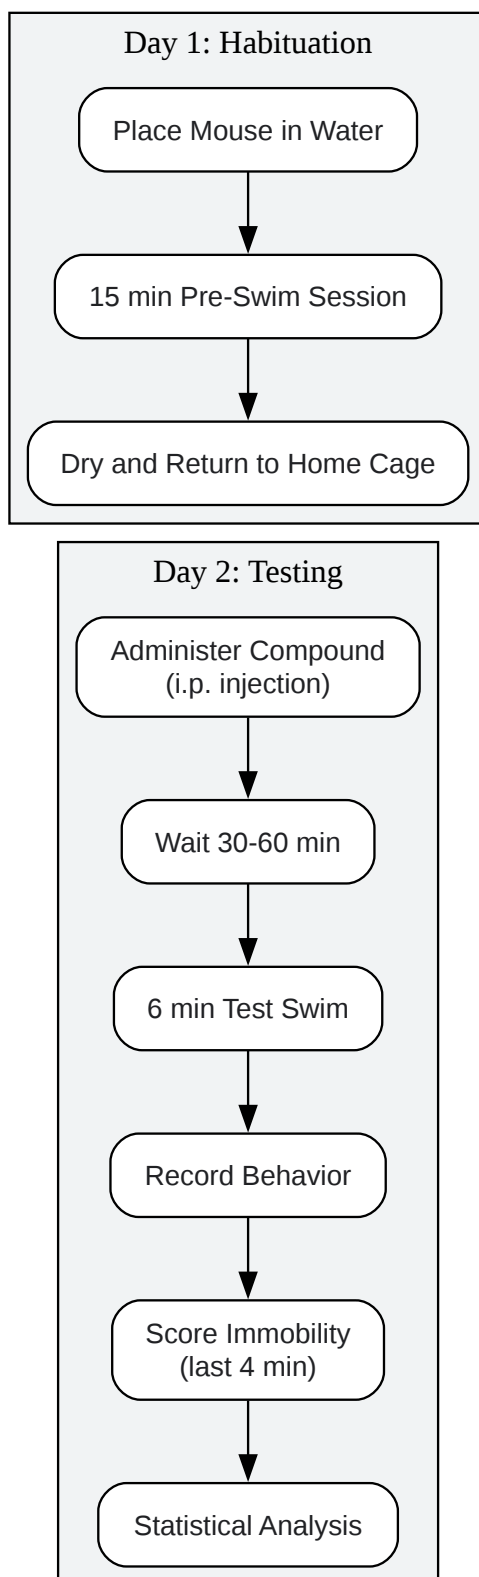 Day 1: Habituation
Place Mouse in Water
15 min Pre-Swim Session
Dry and Return to Home Cage
Day 2: Testing
Administer Compound
(i.p. injection)
Wait 30-60 min
6 min Test Swim
Record Behavior
Score Immobility
(last 4 min)
Statistical Analysis